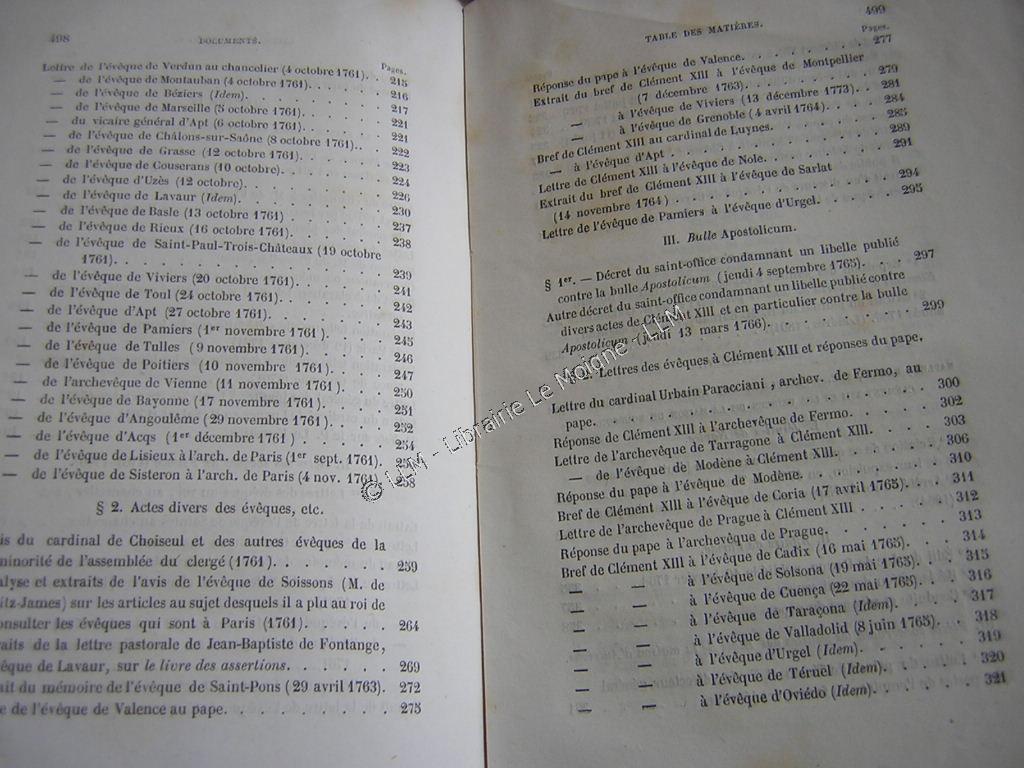 498
DOCUMENTS.
Pages.
Lettre de l'évêque de Verdun au chancelier (4 octobre 1761). . 215
— de l'évêque de Montauban (4 octobre 1761). . . . 215
— de l'évêque de Béziers (Idem). . . . . . 216
— de l'évêque de Marseille (5 octobre 1761). . . . 217
— du vicaire général d'Apt (6 octobre 1761). . . . 221
— de l'évêque de Châlons-sur-Saône (8 octobre 1761). . 221
— de l'évêque de Grasse (12 octobre 1761). . . . 222
— de l'évêque de Couserans (10 octobre). . . . 223
— de l'évêque d'Uzès (12 octobre). . . . . 224
— de l'évêque de Lavaur (Idem). . . . . . 226
— de l'évêque de Basle (13 octobre 1761) . . . . 230
— de l'évêque de Rieux (16 octobre 1761). . . . 237
— de l'évêque de Saint-Paul-Trois-Châteaux (19 octobre 238
1761). . . . . . . . . . .
— de l'évêque de Viviers (20 octobre 1761). . . . 239
— de l'évêque de Toul (24 octobre 1761). . . . 241
— de l'évêque d'Apt (27 octobre 1761). . . . . 242
— de l'évêque de Pamiers (1er novembre 1761). . . 243
— de l'évêque de Tulles (9 novembre 1761). . . . 245
— de l'évêque de Poitiers (10 novembre 1761). . . 246
— de l'archevêque de Vienne (11 novembre 1761). . . 247
— de l'évêque de Bayonne (17 novembre 1761). . . 250
— de l'évêque d'Angoulême (29 novembre 1761). . . 251
— de l'évêque d'Acqs (1er décembre 1761) . . . . 252
— de l'évêque de Lisieux à l'arch. de Paris (1er sept. 1761). 254
— de l'évêque de Sisteron à l'arch. de Paris (4 nov. 1761) 258
§ 2. Actes divers des évêques, etc.
is du cardinal de Choiseul et des autres évêques de la
minorité de l'assemblée du clergé (1761). . . . . . 259
alyse et extraits de l'avis de l'évêque de Soissons (M. de
itz-James) sur les articles au sujet desquels il a plu au roi de
onsulter les évêques qui sont à Paris (1761). . . . . 264
raits de la lettre pastorale de Jean-Baptiste de Fontange,
êque de Lavaur, sur le livre des assertions. . . . . 269
ait du mémoire de l'évêque de Saint-Pons (29 avril 1763). 272
e de l'évêque de Valence au pape. . . . . . . . 275
499
TABLE DES MATIÈRES.
Pages.
Réponse du pape à l'évêque de Valence. . . . . . . 277
Extrait du bref de Clément XIII à l'évêque de Montpellier
(7 décembre 1763). . . . . . . . 279
— à l'évêque de Viviers (13 décembre 1773). . 281
— à l'évêque de Grenoble (4 avril 1764). . . 284
Bref de Clément XIII au cardinal de Luynes. . . . . 285
— à l'évêque d'Apt . . . . . . . . 289
Lettre de Clément XIII à l'évêque de Nole. . . . . 291
Extrait du bref de Clément XIII à l'évêque de Sarlat
(14 novembre 1764) . . . . . . . . . 294
Lettre de l'évêque de Pamiers à l'évêque d'Urgel. . . . 295
III. Bulle Apostolicum.
§ 1er. — Décret du saint-office condamnant un libelle publié
contre la bulle Apostolicum (jeudi 4 septembre 1765). . . 297
Autre décret du saint-office condamnant un libelle publié contre
divers actes de Clément XIII et en particulier contre la bulle
Apostolicum (jeudi 13 mars 1766). . . . . . . 299
2. Lettres des évêques à Clément XIII et réponses du pape.
Lettre du cardinal Urbain Paracciani, archev. de Fermo, au
pape. . . . . . . . . . . . . 300
Réponse de Clément XIII à l'archevêque de Fermo. . . . 302
Lettre de l'archevêque de Tarragone à Clément XIII. . . . 303
— de l'évêque de Modène à Clément XIII. . . . . 306
Réponse du pape à l'évêque de Modène. . . . . . . 310
Bref de Clément XIII à l'évêque de Coria (17 avril 1765). . . 311
Lettre de l'archevêque de Prague à Clément XIII . . . . 312
Réponse du pape à l'archevêque de Prague. . . . . . 313
Bref de Clément XIII à l'évêque de Cadix (16 mai 1765). . . 314
— — à l'évêque de Solsona (19 mai 1765). . . 315
— — à l'évêque de Cuença (22 mai 1765). . . 316
— — à l'évêque de Taraçona (Idem). . . . 317
— — à l'évêque de Valladolid (8 juin 1765). . . 318
— — à l'évêque d'Urgel (Idem). . . . . 319
— — à l'évêque de Téruel (Idem). . . . . 320
— — à l'évêque d'Oviédo (Idem). . . . . 321
© LLM - Librairie Le Moigne - LLM